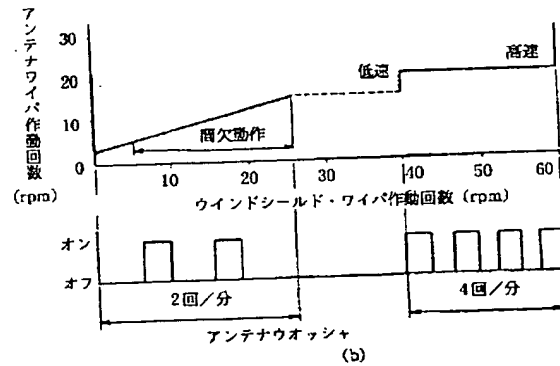 アンテナワイパ作動回数
(rpm)
30
20
10
0
低速
高速
間欠動作
10
20
30
40
50
60
ウインドシールド・ワイパ作動回数 (rpm)
オン
オフ
2回/分
4回/分
アンテナウオッシャ
(b)